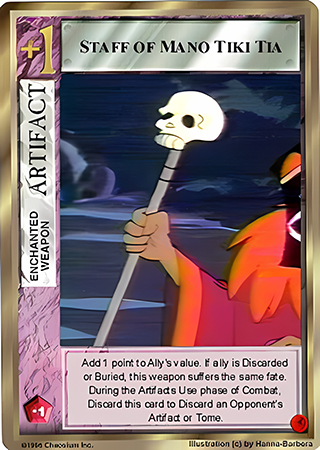 +1
STAFF OF MANO TIKI TIA
ARTIFACT
ENCHANTED
WEAPON
Add 1 point to Ally's value. If ally is Discarded
or Buried, this weapon suffers the same fate.
During the Artifacts Use phase of Combat,
Discard this card to Discard an Opponent's
Artifact or Tome.
-1
©1996 Chaosium Inc.
Illustration (c) by Hanna-Barbera